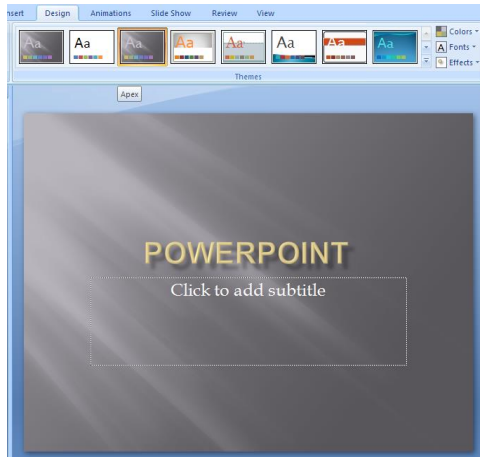 nsert Design Animations Slide Show Review View
Aa Aa Aa Aa Aa Aa Aa Aa
Colors
A Fonts
Effects
Themes
Apex
POWERPOINT
Click to add subtitle